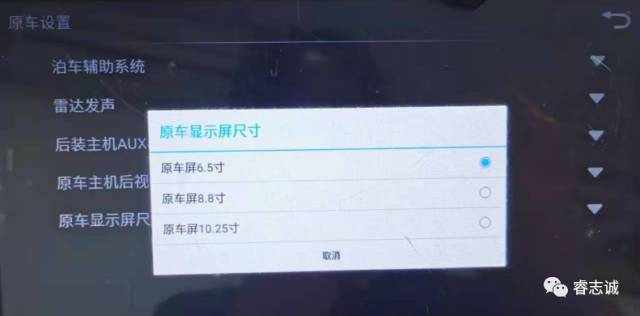 原车设置
泊车辅助系统
雷达发声
后装主机AUX
原车主机后视
原车显示屏尺
原车显示屏尺寸
原车屏6.5寸
原车屏8.8寸
原车屏10.25寸
取消
睿志诚